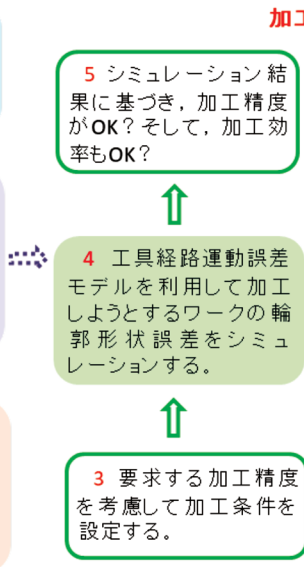 加工
5 シミュレーション結
果に基づき，加工精度
がOK？そして，加工効
率もOK？
4 工具経路運動誤差
モデルを利用して加工
しようとするワークの輪
郭形状誤差をシミュ
レーションする。
3 要求する加工精度
を考慮して加工条件を
設定する。